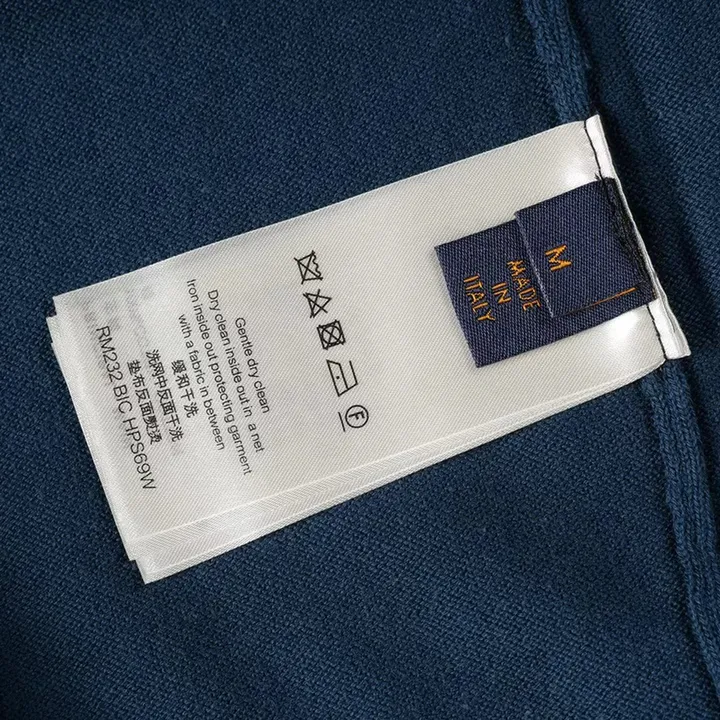 M
MADE
IN
ITALY
F
Gentle dry clean
Dry clean inside out in a net
Iron inside out protecting garment
with a fabric in between
缓和干洗
洗网中反面干洗
垫布反面熨烫
RM232 BIC HPS69W